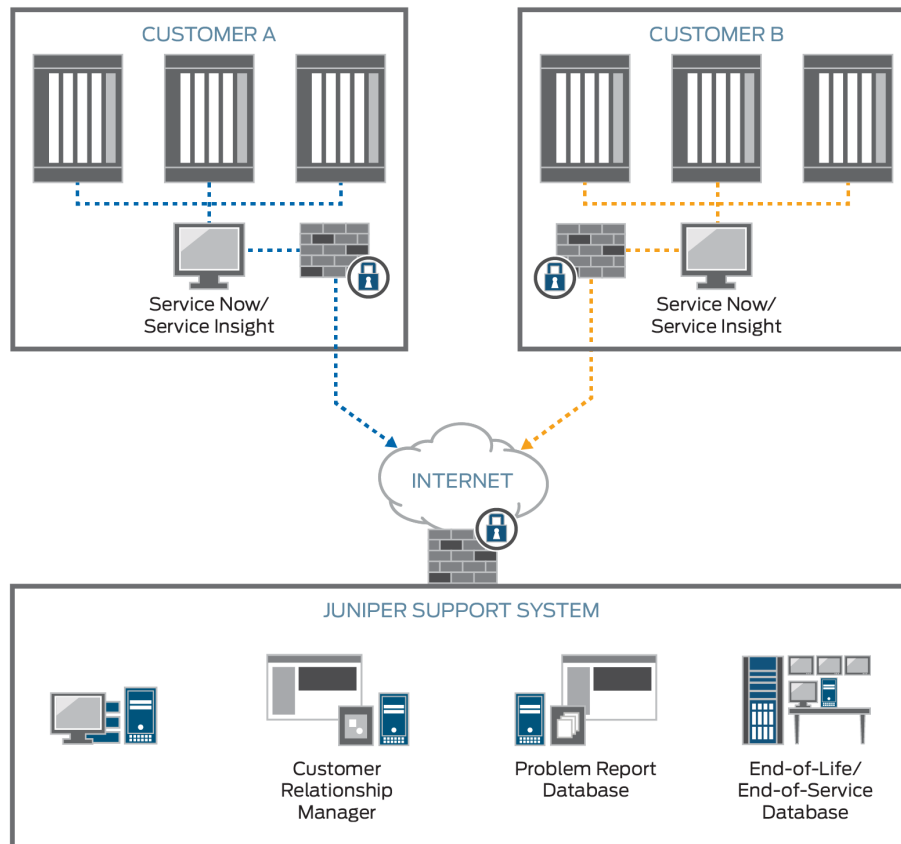 CUSTOMER A
CUSTOMER B
Service Now/
Service Insight
Service Now/
Service Insight
INTERNET
JUNIPER SUPPORT SYSTEM
Customer
Relationship
Manager
Problem Report
Database
End-of-Life/
End-of-Service
Database